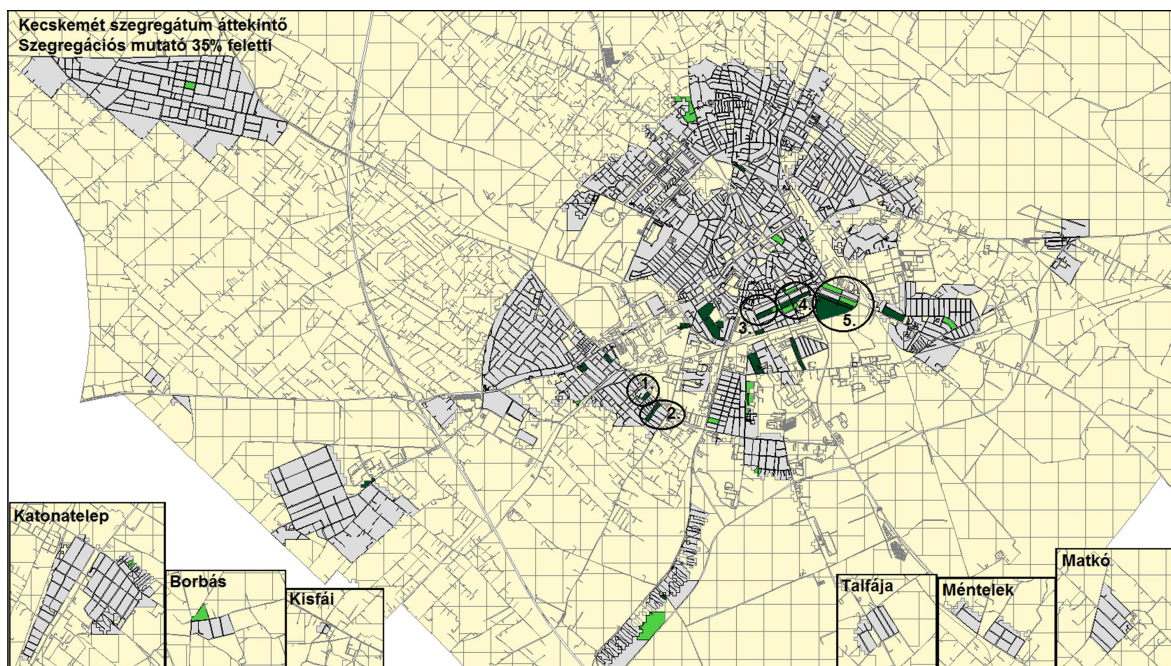 Kecskemét szegregátum áttekintő
Szegregációs mutató 35% feletti
3.
4.
5.
1.
2.
Katonatelep
Borbás
Kisfái
Talfája
Méntelek
Matkó